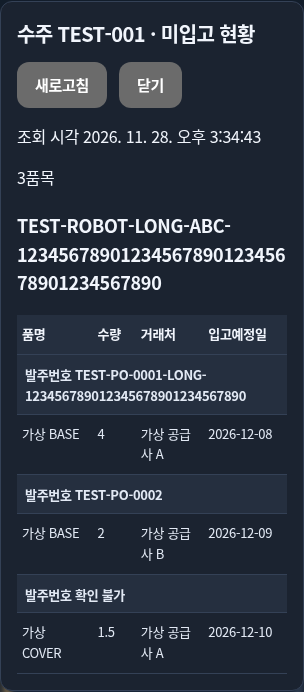 수주 TEST-001 · 미입고 현황
새로고침 닫기
조회 시각 2026. 11. 28. 오후 3:34:43
3품목
TEST-ROBOT-LONG-ABC-
12345678901234567890123456
78901234567890
품명 수량 거래처 입고예정일
발주번호 TEST-PO-0001-LONG-
123456789012345678901234567890
가상 BASE 4 가상 공급 2026-12-08
사 A
발주번호 TEST-PO-0002
가상 BASE 2 가상 공급 2026-12-09
사 B
발주번호 확인 불가
가상 1.5 가상 공급 2026-12-10
COVER 사 A